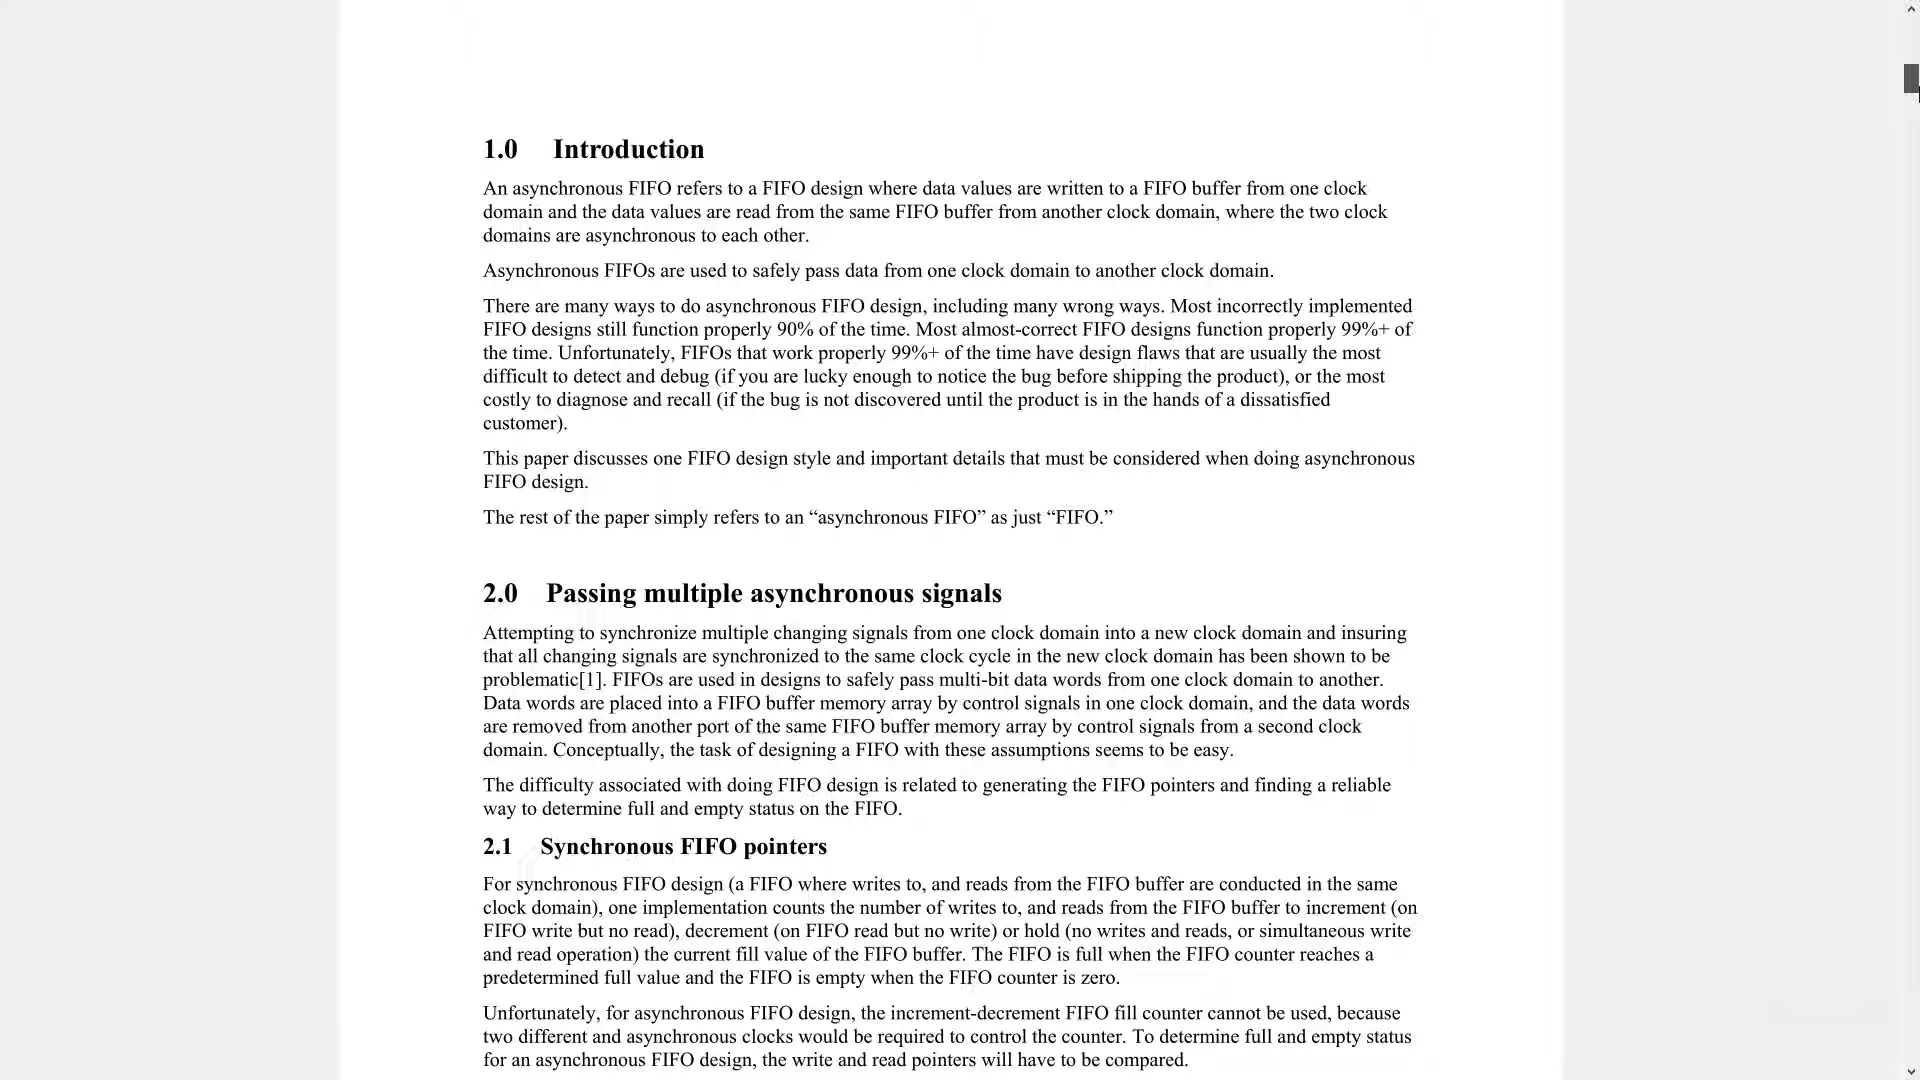 1.0 Introduction
An asynchronous FIFO refers to a FIFO design where data values are written to a FIFO buffer from one clock
domain and the data values are read from the same FIFO buffer from another clock domain, where the two clock
domains are asynchronous to each other.
Asynchronous FIFOs are used to safely pass data from one clock domain to another clock domain.
There are many ways to do asynchronous FIFO design, including many wrong ways. Most incorrectly implemented
FIFO designs still function properly 90% of the time. Most almost-correct FIFO designs function properly 99%+ of
the time. Unfortunately, FIFOs that work properly 99%+ of the time have design flaws that are usually the most
difficult to detect and debug (if you are lucky enough to notice the bug before shipping the product), or the most
costly to diagnose and recall (if the bug is not discovered until the product is in the hands of a dissatisfied
customer).
This paper discusses one FIFO design style and important details that must be considered when doing asynchronous
FIFO design.
The rest of the paper simply refers to an “asynchronous FIFO” as just “FIFO.”
2.0 Passing multiple asynchronous signals
Attempting to synchronize multiple changing signals from one clock domain into a new clock domain and insuring
that all changing signals are synchronized to the same clock cycle in the new clock domain has been shown to be
problematic[1]. FIFOs are used in designs to safely pass multi-bit data words from one clock domain to another.
Data words are placed into a FIFO buffer memory array by control signals in one clock domain, and the data words
are removed from another port of the same FIFO buffer memory array by control signals from a second clock
domain. Conceptually, the task of designing a FIFO with these assumptions seems to be easy.
The difficulty associated with doing FIFO design is related to generating the FIFO pointers and finding a reliable
way to determine full and empty status on the FIFO.
2.1 Synchronous FIFO pointers
For synchronous FIFO design (a FIFO where writes to, and reads from the FIFO buffer are conducted in the same
clock domain), one implementation counts the number of writes to, and reads from the FIFO buffer to increment (on
FIFO write but no read), decrement (on FIFO read but no write) or hold (no writes and reads, or simultaneous write
and read operation) the current fill value of the FIFO buffer. The FIFO is full when the FIFO counter reaches a
predetermined full value and the FIFO is empty when the FIFO counter is zero.
Unfortunately, for asynchronous FIFO design, the increment-decrement FIFO fill counter cannot be used, because
two different and asynchronous clocks would be required to control the counter. To determine full and empty status
for an asynchronous FIFO design, the write and read pointers will have to be compared.